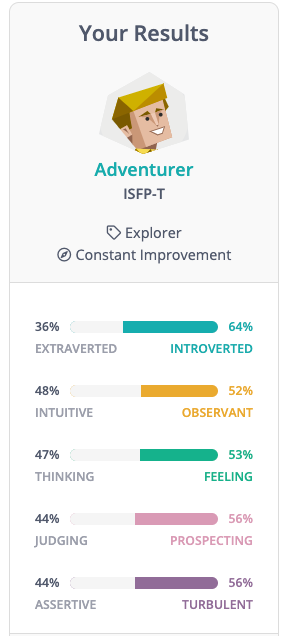 Your Results
Adventurer
ISFP-T
Explorer
Constant Improvement
36% 64%
EXTRAVERTED INTROVERTED
48% 52%
INTUITIVE OBSERVANT
47% 53%
THINKING FEELING
44% 56%
JUDGING PROSPECTING
44% 56%
ASSERTIVE TURBULENT